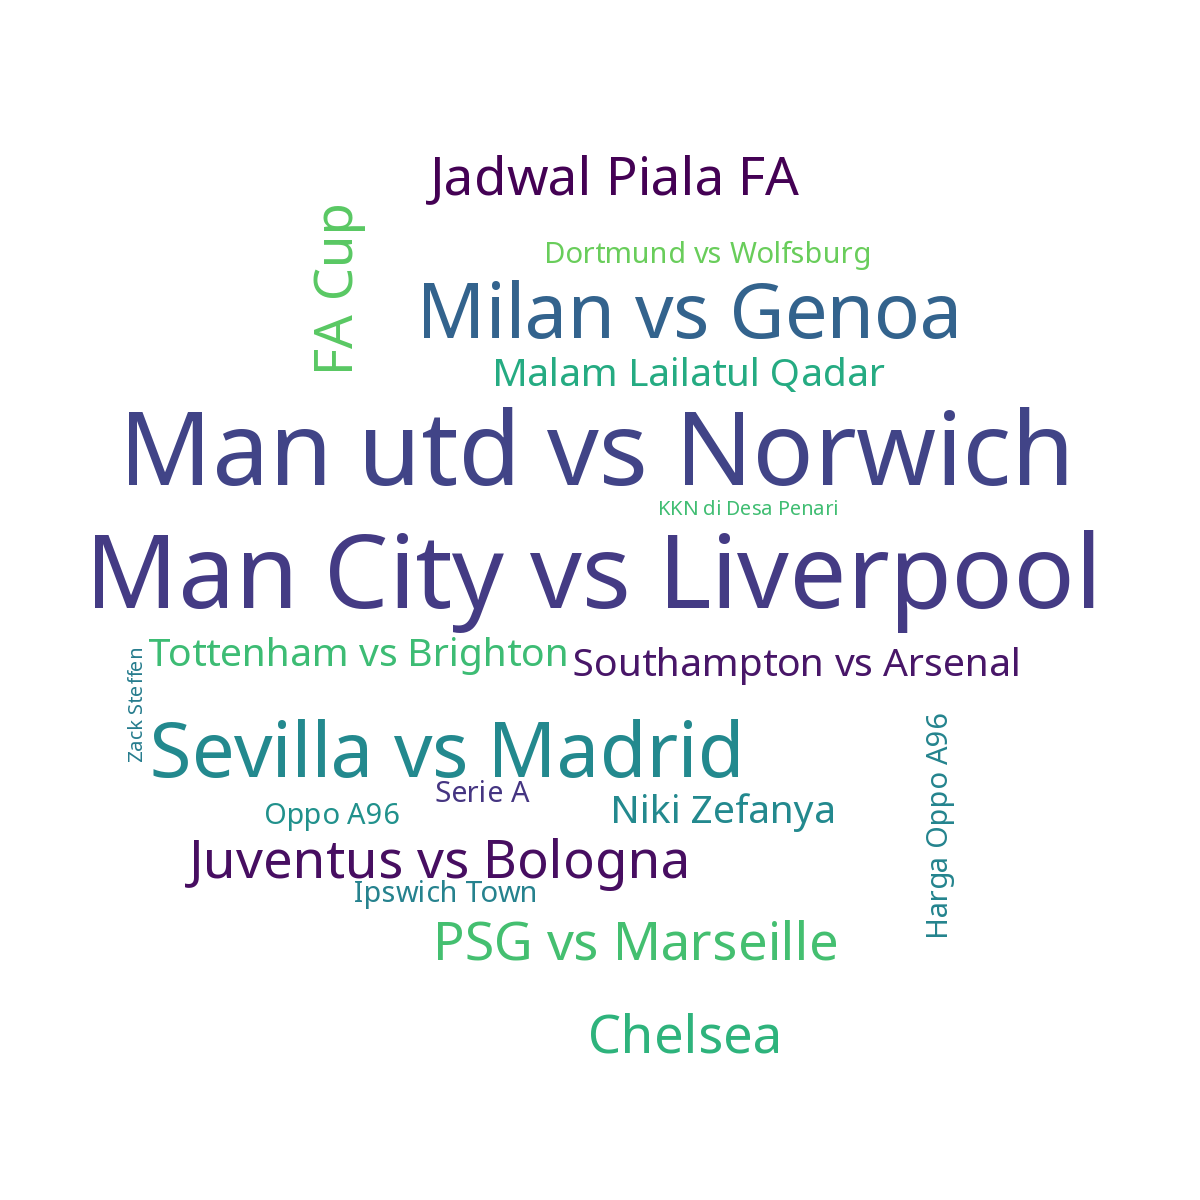 Jadwal Piala FA
FA Cup
Dortmund vs Wolfsburg
Milan vs Genoa
Malam Lailatul Qadar
Man utd vs Norwich
KKN di Desa Penari
Man City vs Liverpool
Tottenham vs Brighton
Southampton vs Arsenal
Zack Steffen
Sevilla vs Madrid
Harga Oppo A96
Serie A
Oppo A96
Niki Zefanya
Juventus vs Bologna
Ipswich Town
PSG vs Marseille
Chelsea